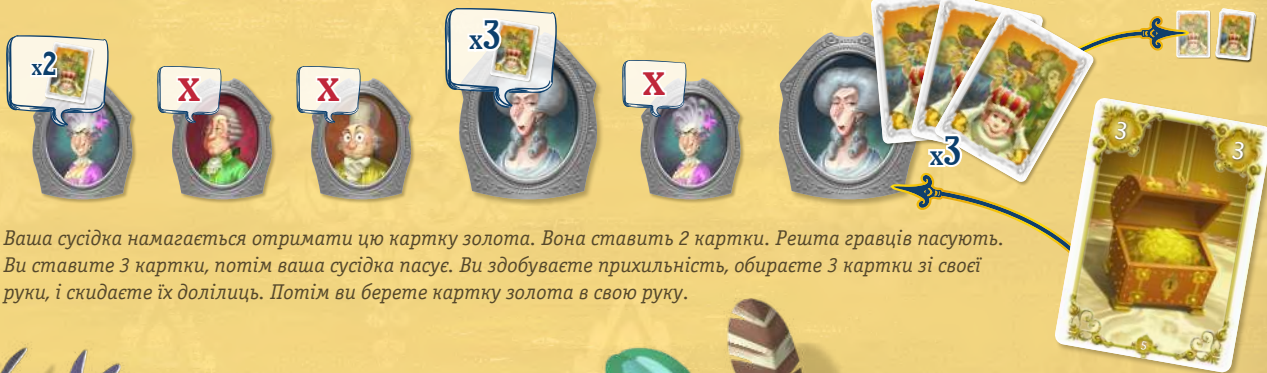 x2
X
X
x3
X
x3
3
3
5
Ваша сусідка намагається отримати цю картку золота. Вона ставить 2 картки. Решта гравців пасують.
Ви ставите 3 картки, потім ваша сусідка пасує. Ви здобуваєте прихильність, обираєте 3 картки зі своєї
руки, і скидаєте їх долілиць. Потім ви берете картку золота в свою руку.